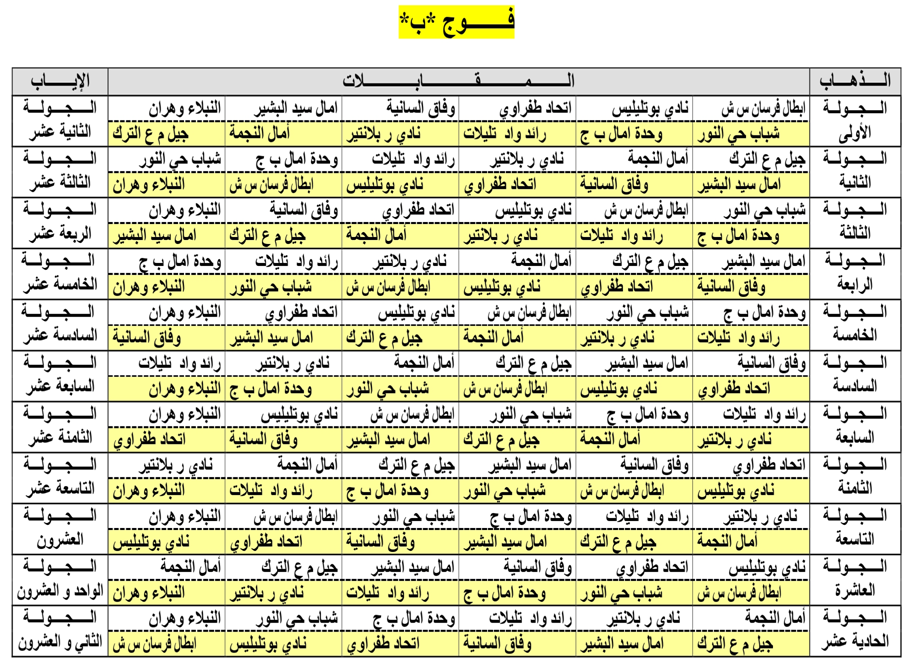 فـــوج *ب*
الـــذهاب الـــمـــقـــابـــلـــات الإيـــاب
الـــجـــولـــة ابطال فرسان س ش نادي بوتليليس اتحاد طفراوي وفاق السانية امال سيد البشير النبلاء وهران الـــجـــولـــة
الأولى شباب حي النور وحدة امال ب ج رائد واد تليلات نادي ر بلانتير أمال النجمة جيل م ع الترك الثانية عشر
الـــجـــولـــة جيل م ع الترك أمال النجمة نادي ر بلانتير رائد واد تليلات وحدة امال ب ج شباب حي النور الـــجـــولـــة
الثانية امال سيد البشير وفاق السانية اتحاد طفراوي نادي بوتليليس ابطال فرسان س ش النبلاء وهران الثالثة عشر
الـــجـــولـــة شباب حي النور ابطال فرسان س ش نادي بوتليليس اتحاد طفراوي وفاق السانية النبلاء وهران الـــجـــولـــة
الثالثة وحدة امال ب ج رائد واد تليلات نادي ر بلانتير أمال النجمة جيل م ع الترك امال سيد البشير الربعة عشر
الـــجـــولـــة امال سيد البشير جيل م ع الترك أمال النجمة نادي ر بلانتير رائد واد تليلات وحدة امال ب ج الـــجـــولـــة
الرابعة وفاق السانية اتحاد طفراوي نادي بوتليليس ابطال فرسان س ش شباب حي النور النبلاء وهران الخامسة عشر
الـــجـــولـــة وحدة امال ب ج شباب حي النور ابطال فرسان س ش نادي بوتليليس اتحاد طفراوي النبلاء وهران الـــجـــولـــة
الخامسة رائد واد تليلات نادي ر بلانتير أمال النجمة جيل م ع الترك امال سيد البشير وفاق السانية السادسة عشر
الـــجـــولـــة وفاق السانية امال سيد البشير جيل م ع الترك أمال النجمة نادي ر بلانتير رائد واد تليلات الـــجـــولـــة
السادسة اتحاد طفراوي نادي بوتليليس ابطال فرسان س ش شباب حي النور وحدة امال ب ج النبلاء وهران السابعة عشر
الـــجـــولـــة رائد واد تليلات وحدة امال ب ج شباب حي النور ابطال فرسان س ش نادي بوتليليس النبلاء وهران الـــجـــولـــة
السابعة نادي ر بلانتير أمال النجمة جيل م ع الترك امال سيد البشير وفاق السانية اتحاد طفراوي الثامنة عشر
الـــجـــولـــة اتحاد طفراوي وفاق السانية امال سيد البشير جيل م ع الترك أمال النجمة نادي ر بلانتير الـــجـــولـــة
الثامنة نادي بوتليليس ابطال فرسان س ش شباب حي النور وحدة امال ب ج رائد واد تليلات النبلاء وهران التاسعة عشر
الـــجـــولـــة نادي ر بلانتير رائد واد تليلات وحدة امال ب ج شباب حي النور ابطال فرسان س ش النبلاء وهران الـــجـــولـــة
التاسعة أمال النجمة جيل م ع الترك امال سيد البشير وفاق السانية اتحاد طفراوي نادي بوتليليس العشرون
الـــجـــولـــة نادي بوتليليس اتحاد طفراوي وفاق السانية امال سيد البشير جيل م ع الترك أمال النجمة الـــجـــولـــة
العاشرة ابطال فرسان س ش شباب حي النور وحدة امال ب ج رائد واد تليلات نادي ر بلانتير النبلاء وهران الواحد و العشرون
الـــجـــولـــة أمال النجمة نادي ر بلانتير رائد واد تليلات وحدة امال ب ج شباب حي النور النبلاء وهران الـــجـــولـــة
الحادية عشر جيل م ع الترك امال سيد البشير وفاق السانية اتحاد طفراوي نادي بوتليليس ابطال فرسان س ش الثاني و العشرون